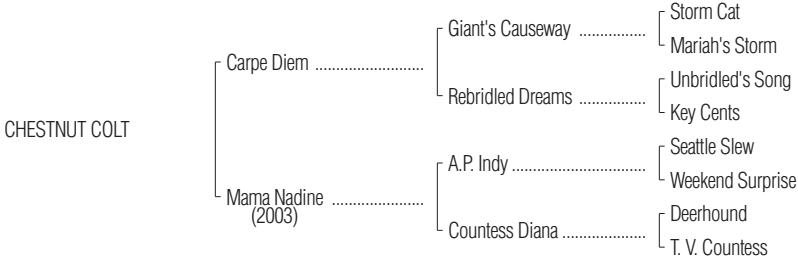 Storm Cat
Giant's Causeway ................
Mariah's Storm
Carpe Diem ..........................
Unbridled's Song
Rebridled Dreams ................
Key Cents
CHESTNUT COLT
Seattle Slew
A.P. Indy ................................
Weekend Surprise
Mama Nadine ......................
(2003)
Deerhound
Countess Diana ....................
T. V. Countess